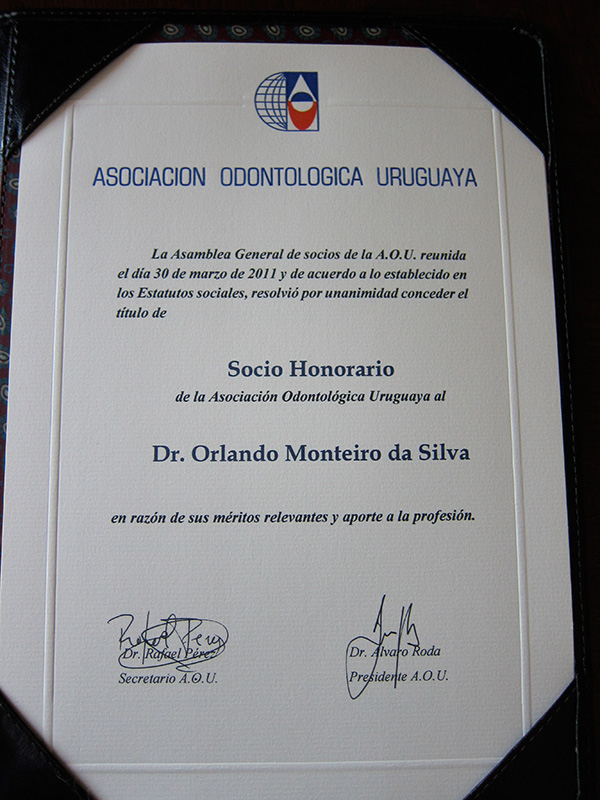 ASOCIACION ODONTOLOGICA URUGUAYA
La Asamblea General de socios de la A.O.U. reunida
el día 30 de marzo de 2011 y de acuerdo a lo establecido en
los Estatutos sociales, resolvió por unanimidad conceder el
título de
Socio Honorario
de la Asociación Odontológica Uruguaya al
Dr. Orlando Monteiro da Silva
en razón de sus méritos relevantes y aporte a la profesión.
Rafael Pérez
Dr. Rafael Pérez
Secretario A.O.U.
Dr. Alvaro Roda
Presidente A.O.U.